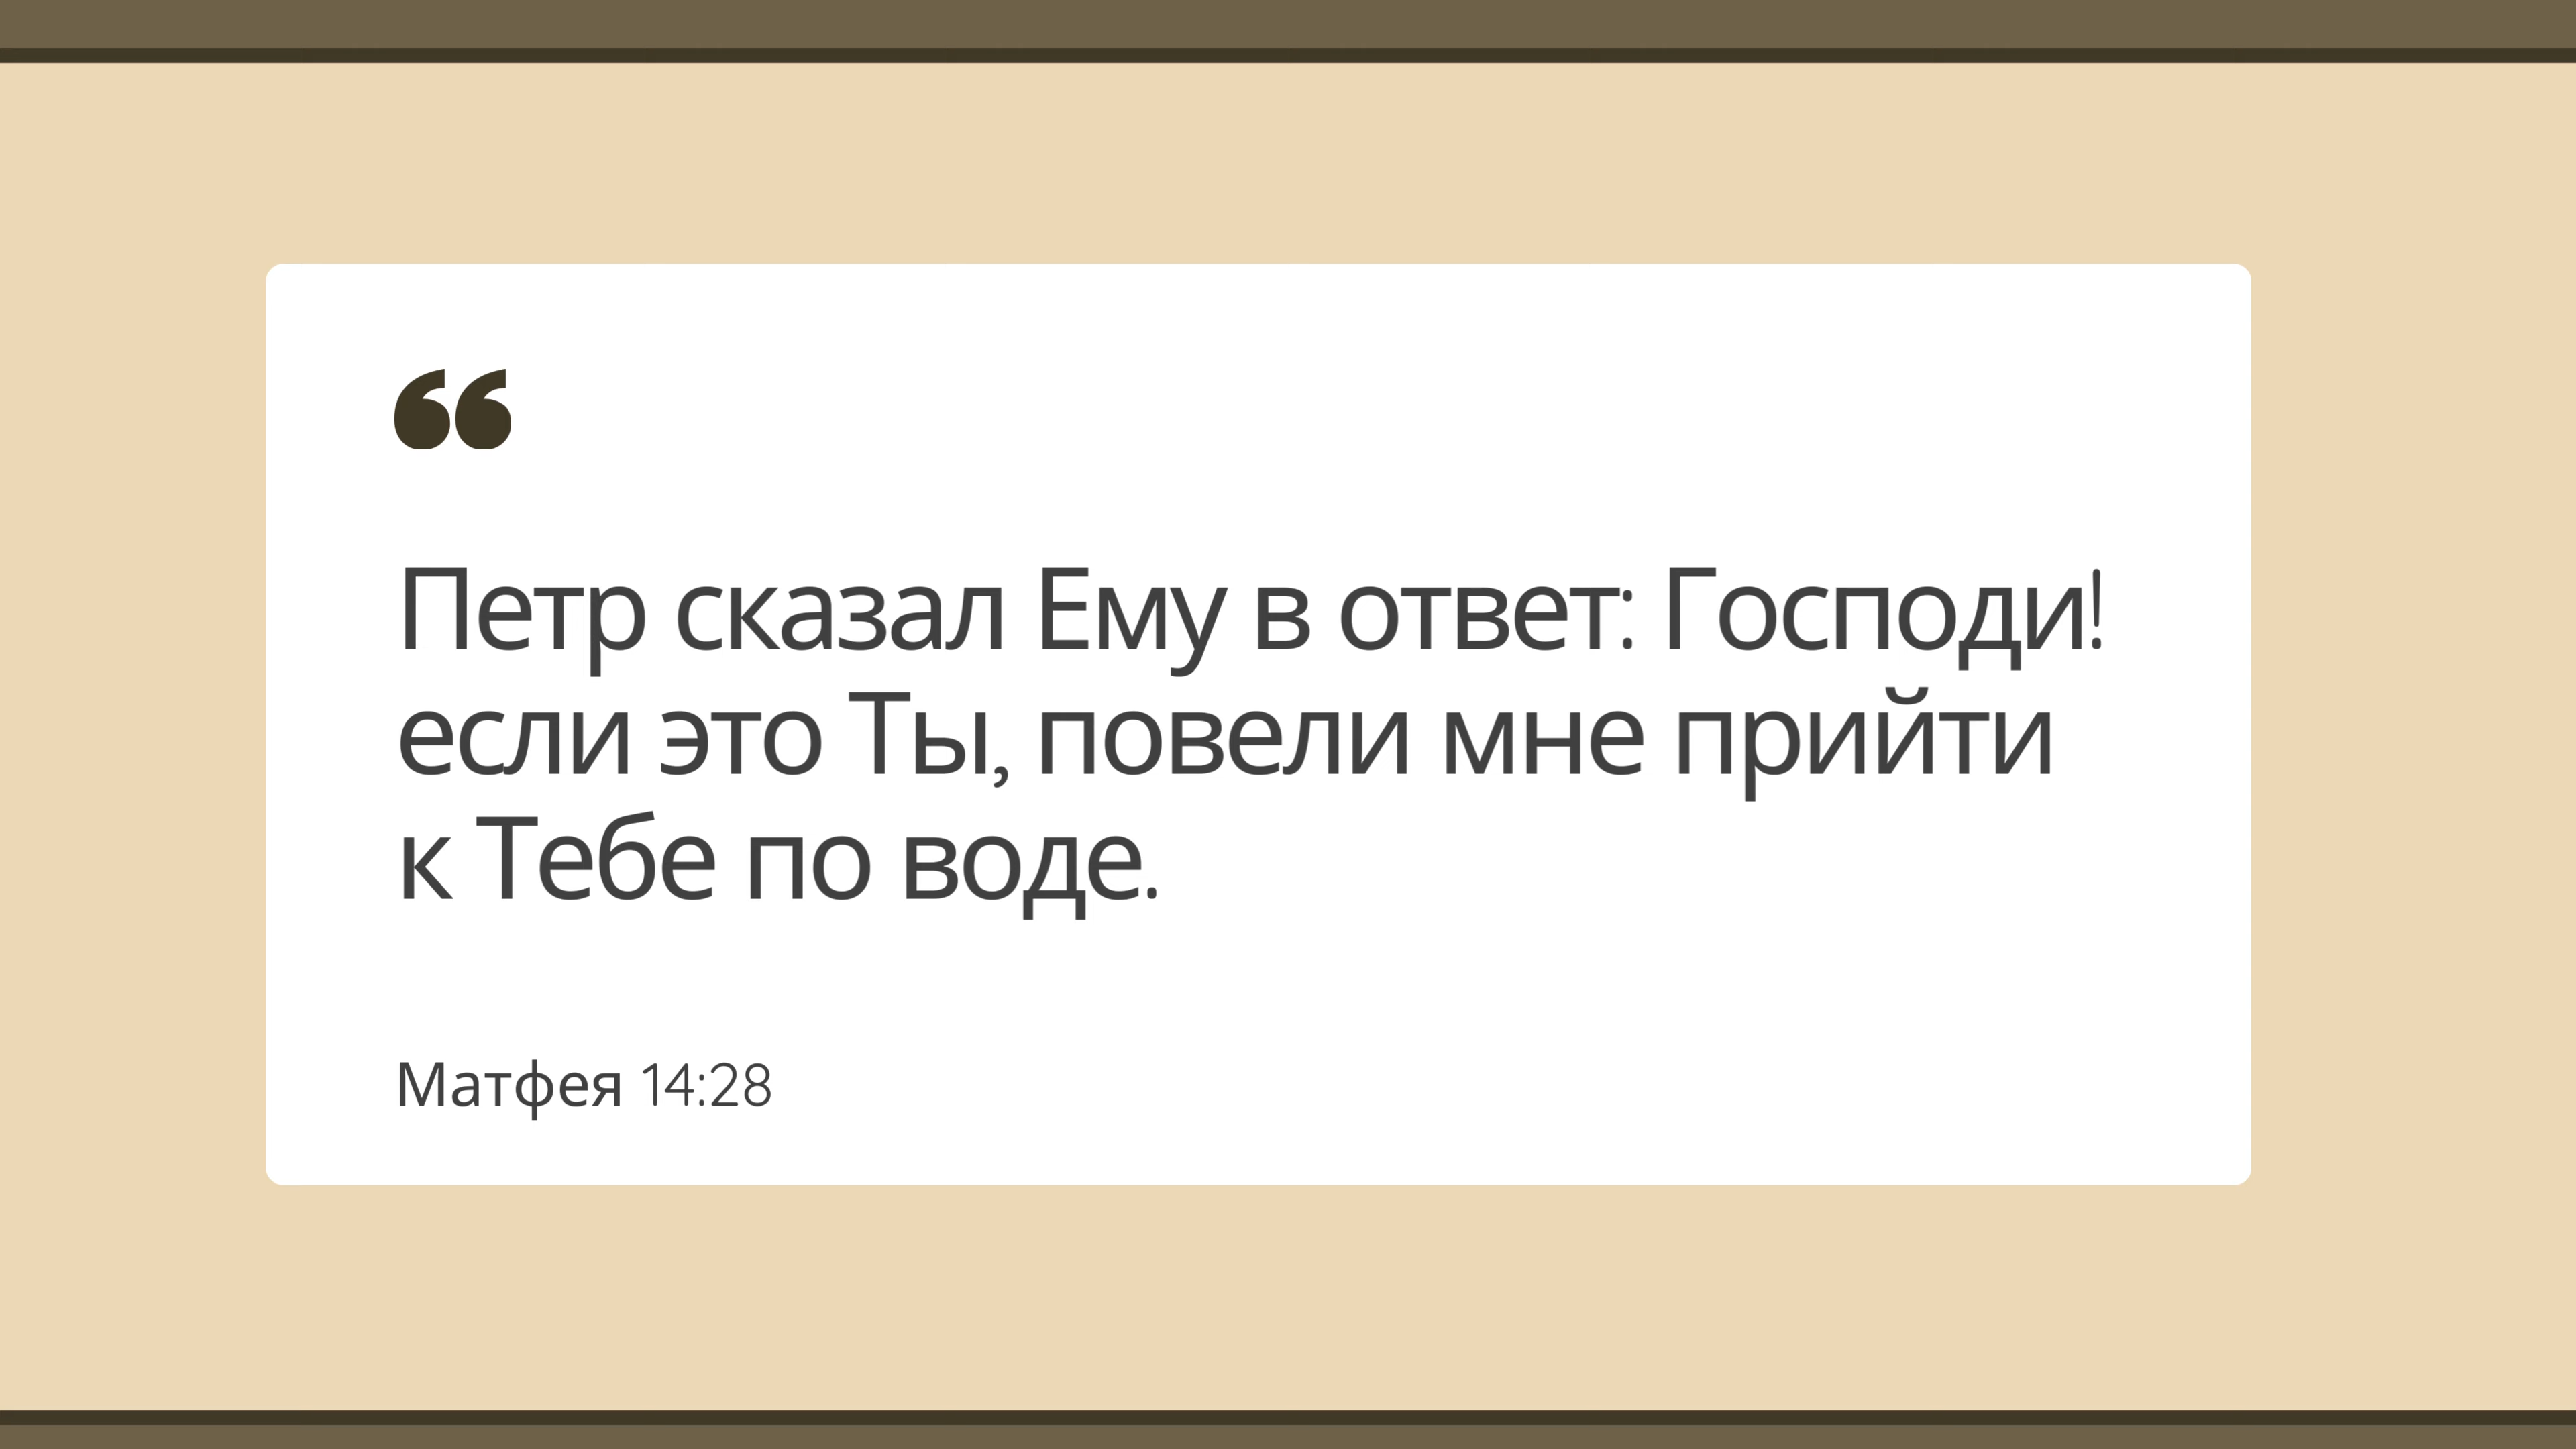 “
Петр сказал Ему в ответ: Господи!
если это Ты, повели мне прийти
к Тебе по воде.
Матфея 14:28